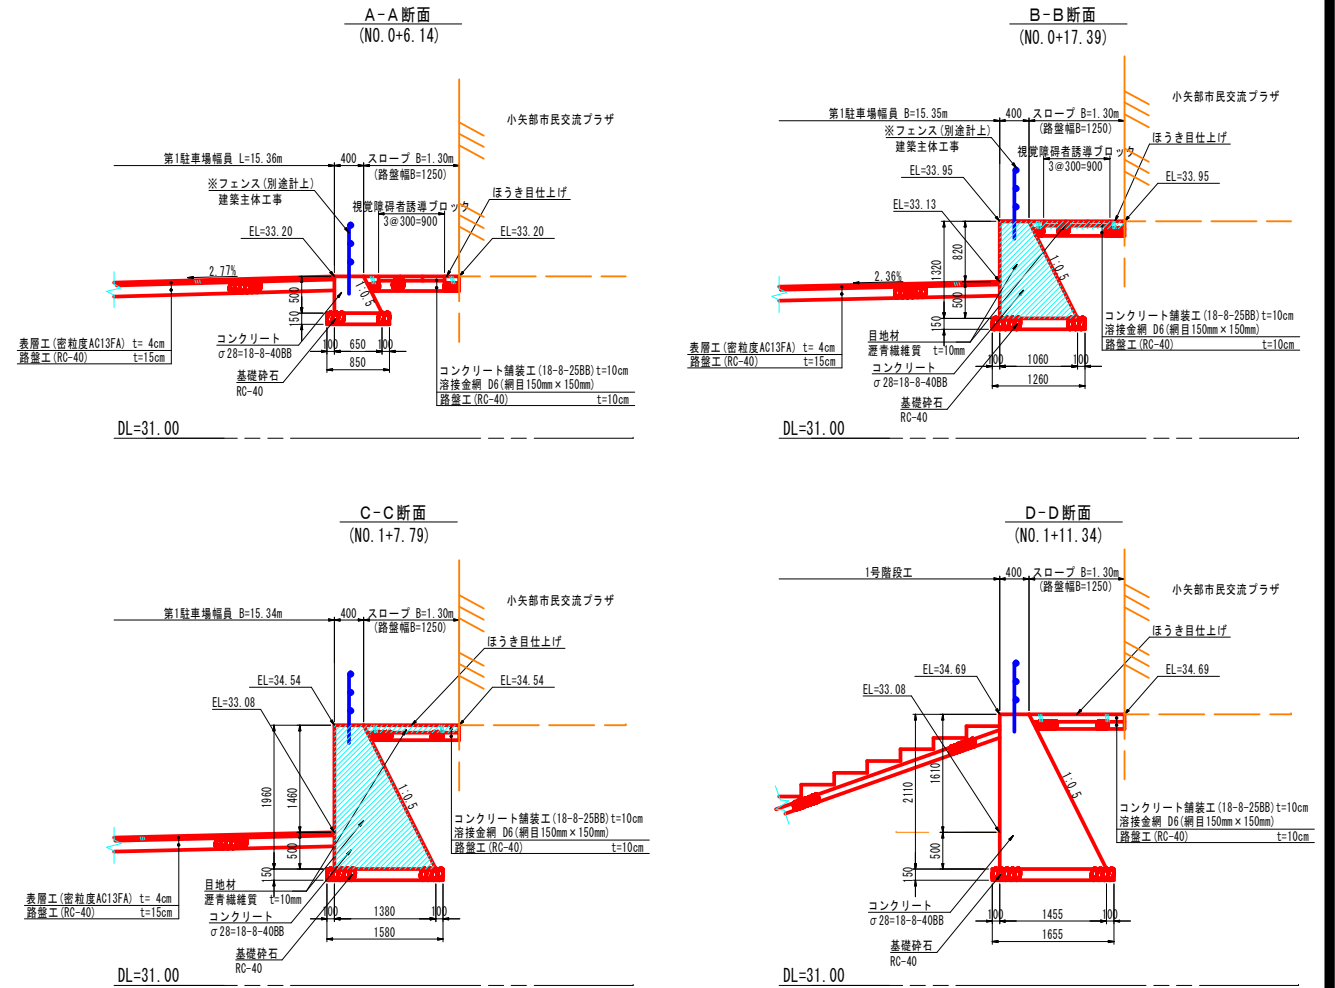 A-A断面
(NO.0+6.14)
小矢部市民交流プラザ
第1駐車場幅員 L=15.36m
400
スロープ B=1.30m
(路盤幅B=1250)
※フェンス(別途計上)
建築主体工事
ほうき目仕上げ
視覚障碍者誘導ブロック
3@300=900
EL=33.20
EL=33.20
2.77%
1:0.5
500
150
表層工(密粒度AC13FA) t= 4cm
路盤工(RC-40) t=15cm
コンクリート
σ28=18-8-40BB
100
650
100
850
基礎砕石
RC-40
コンクリート舗装工(18-8-25BB)t=10cm
溶接金網 D6(網目150mm×150mm)
路盤工(RC-40) t=10cm
DL=31.00
B-B断面
(NO.0+17.39)
小矢部市民交流プラザ
第1駐車場幅員 B=15.35m
400
スロープ B=1.30m
(路盤幅B=1250)
※フェンス(別途計上)
建築主体工事
ほうき目仕上げ
視覚障碍者誘導ブロック
3@300=900
EL=33.95
EL=33.95
EL=33.13
2.36%
1:0.5
820
1320
500
150
表層工(密粒度AC13FA) t= 4cm
路盤工(RC-40) t=15cm
目地材
瀝青繊維質 t=10mm
コンクリート
σ28=18-8-40BB
100
1060
100
1260
基礎砕石
RC-40
コンクリート舗装工(18-8-25BB)t=10cm
溶接金網 D6(網目150mm×150mm)
路盤工(RC-40) t=10cm
DL=31.00
C-C断面
(NO.1+7.79)
小矢部市民交流プラザ
第1駐車場幅員 B=15.34m
400
スロープ B=1.30m
(路盤幅B=1250)
ほうき目仕上げ
EL=34.54
EL=34.54
EL=33.08
1:0.5
1960
1460
500
150
表層工(密粒度AC13FA) t= 4cm
路盤工(RC-40) t=15cm
目地材
瀝青繊維質 t=10mm
コンクリート
σ28=18-8-40BB
100
1380
100
1580
基礎砕石
RC-40
コンクリート舗装工(18-8-25BB)t=10cm
溶接金網 D6(網目150mm×150mm)
路盤工(RC-40) t=10cm
DL=31.00
D-D断面
(NO.1+11.34)
小矢部市民交流プラザ
1号階段工
400
スロープ B=1.30m
(路盤幅B=1250)
ほうき目仕上げ
EL=34.69
EL=34.69
EL=33.08
1:0.5
2110
1610
500
150
コンクリート
σ28=18-8-40BB
100
1455
100
1655
基礎砕石
RC-40
コンクリート舗装工(18-8-25BB)t=10cm
溶接金網 D6(網目150mm×150mm)
路盤工(RC-40) t=10cm
DL=31.00